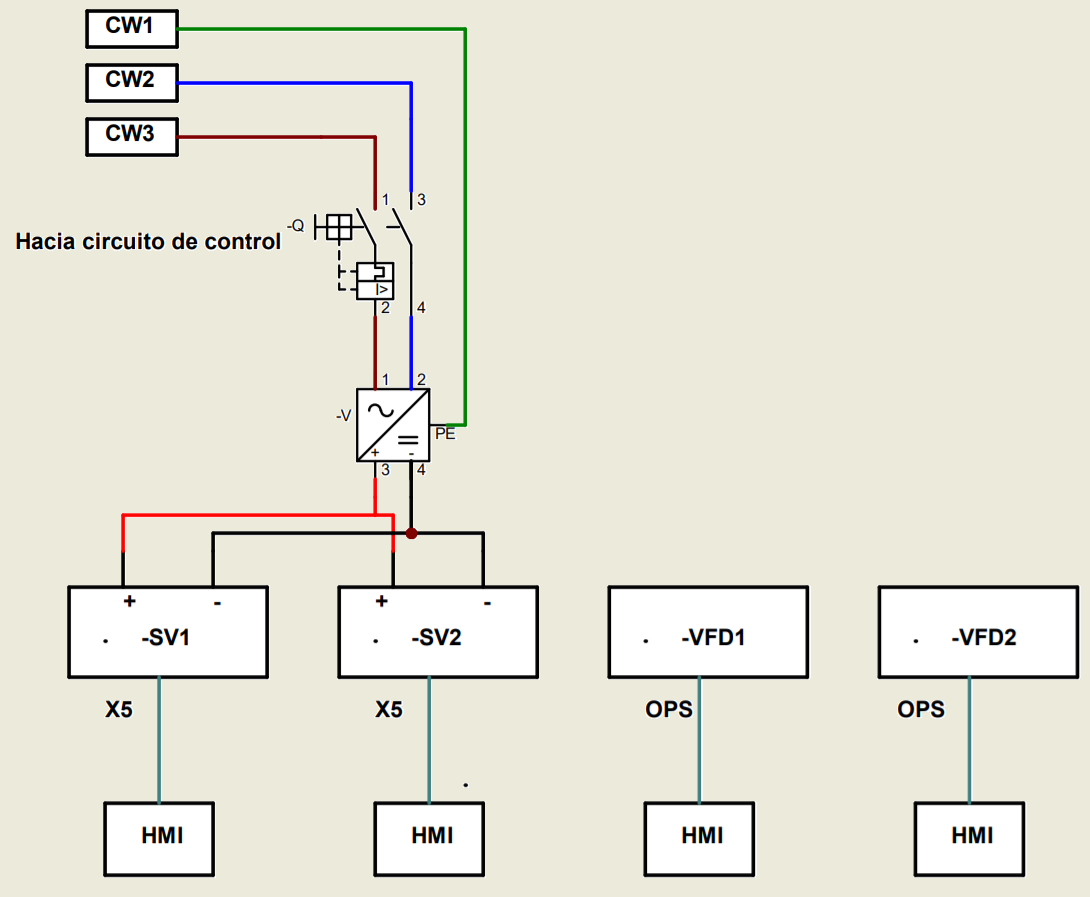 CW1
CW2
CW3
1 3
-Q
Hacia circuito de control
I>
2 4
1 2
-V
PE
+ -
3 4
+ -
-SV1
+ -
-SV2
-VFD1
-VFD2
X5
X5
OPS
OPS
HMI
HMI
HMI
HMI